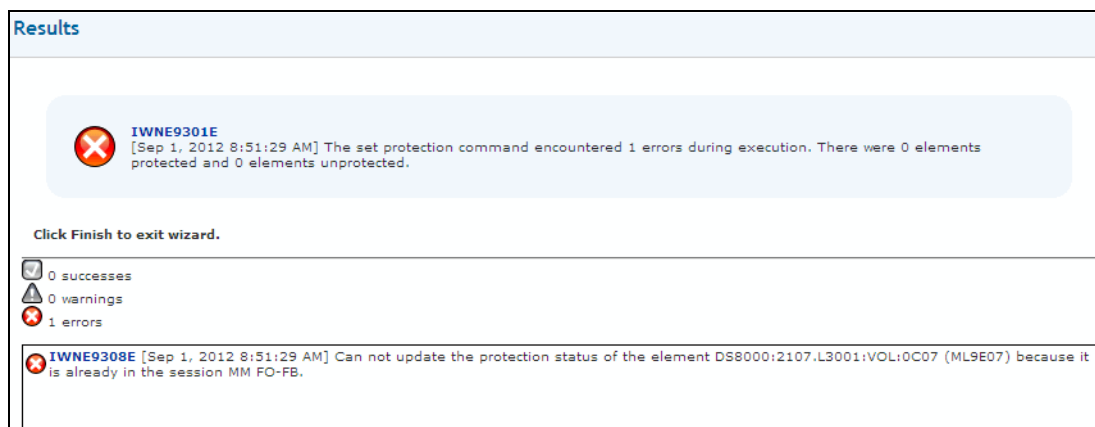 Results
IWNE9301E
[Sep 1, 2012 8:51:29 AM] The set protection command encountered 1 errors during execution. There were 0 elements
protected and 0 elements unprotected.
Click Finish to exit wizard.
0 successes
0 warnings
1 errors
IWNE9308E [Sep 1, 2012 8:51:29 AM] Can not update the protection status of the element DS8000:2107.L3001:VOL:0C07 (ML9E07) because it
is already in the session MM FO-FB.